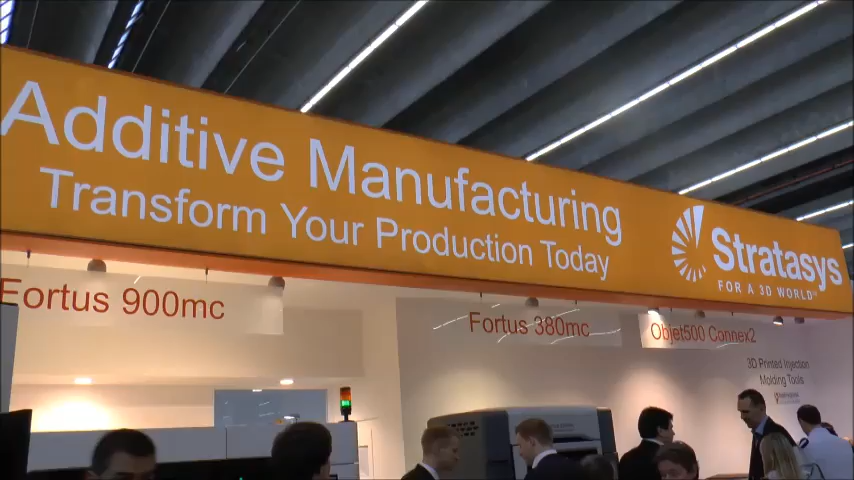 Additive Manufacturing
Transform Your Production Today
Stratasys
FOR A 3D WORLD
Fortus 900mc
Fortus 380mc
Objet500 Connex2
3D Printed Injection
Molding Tools